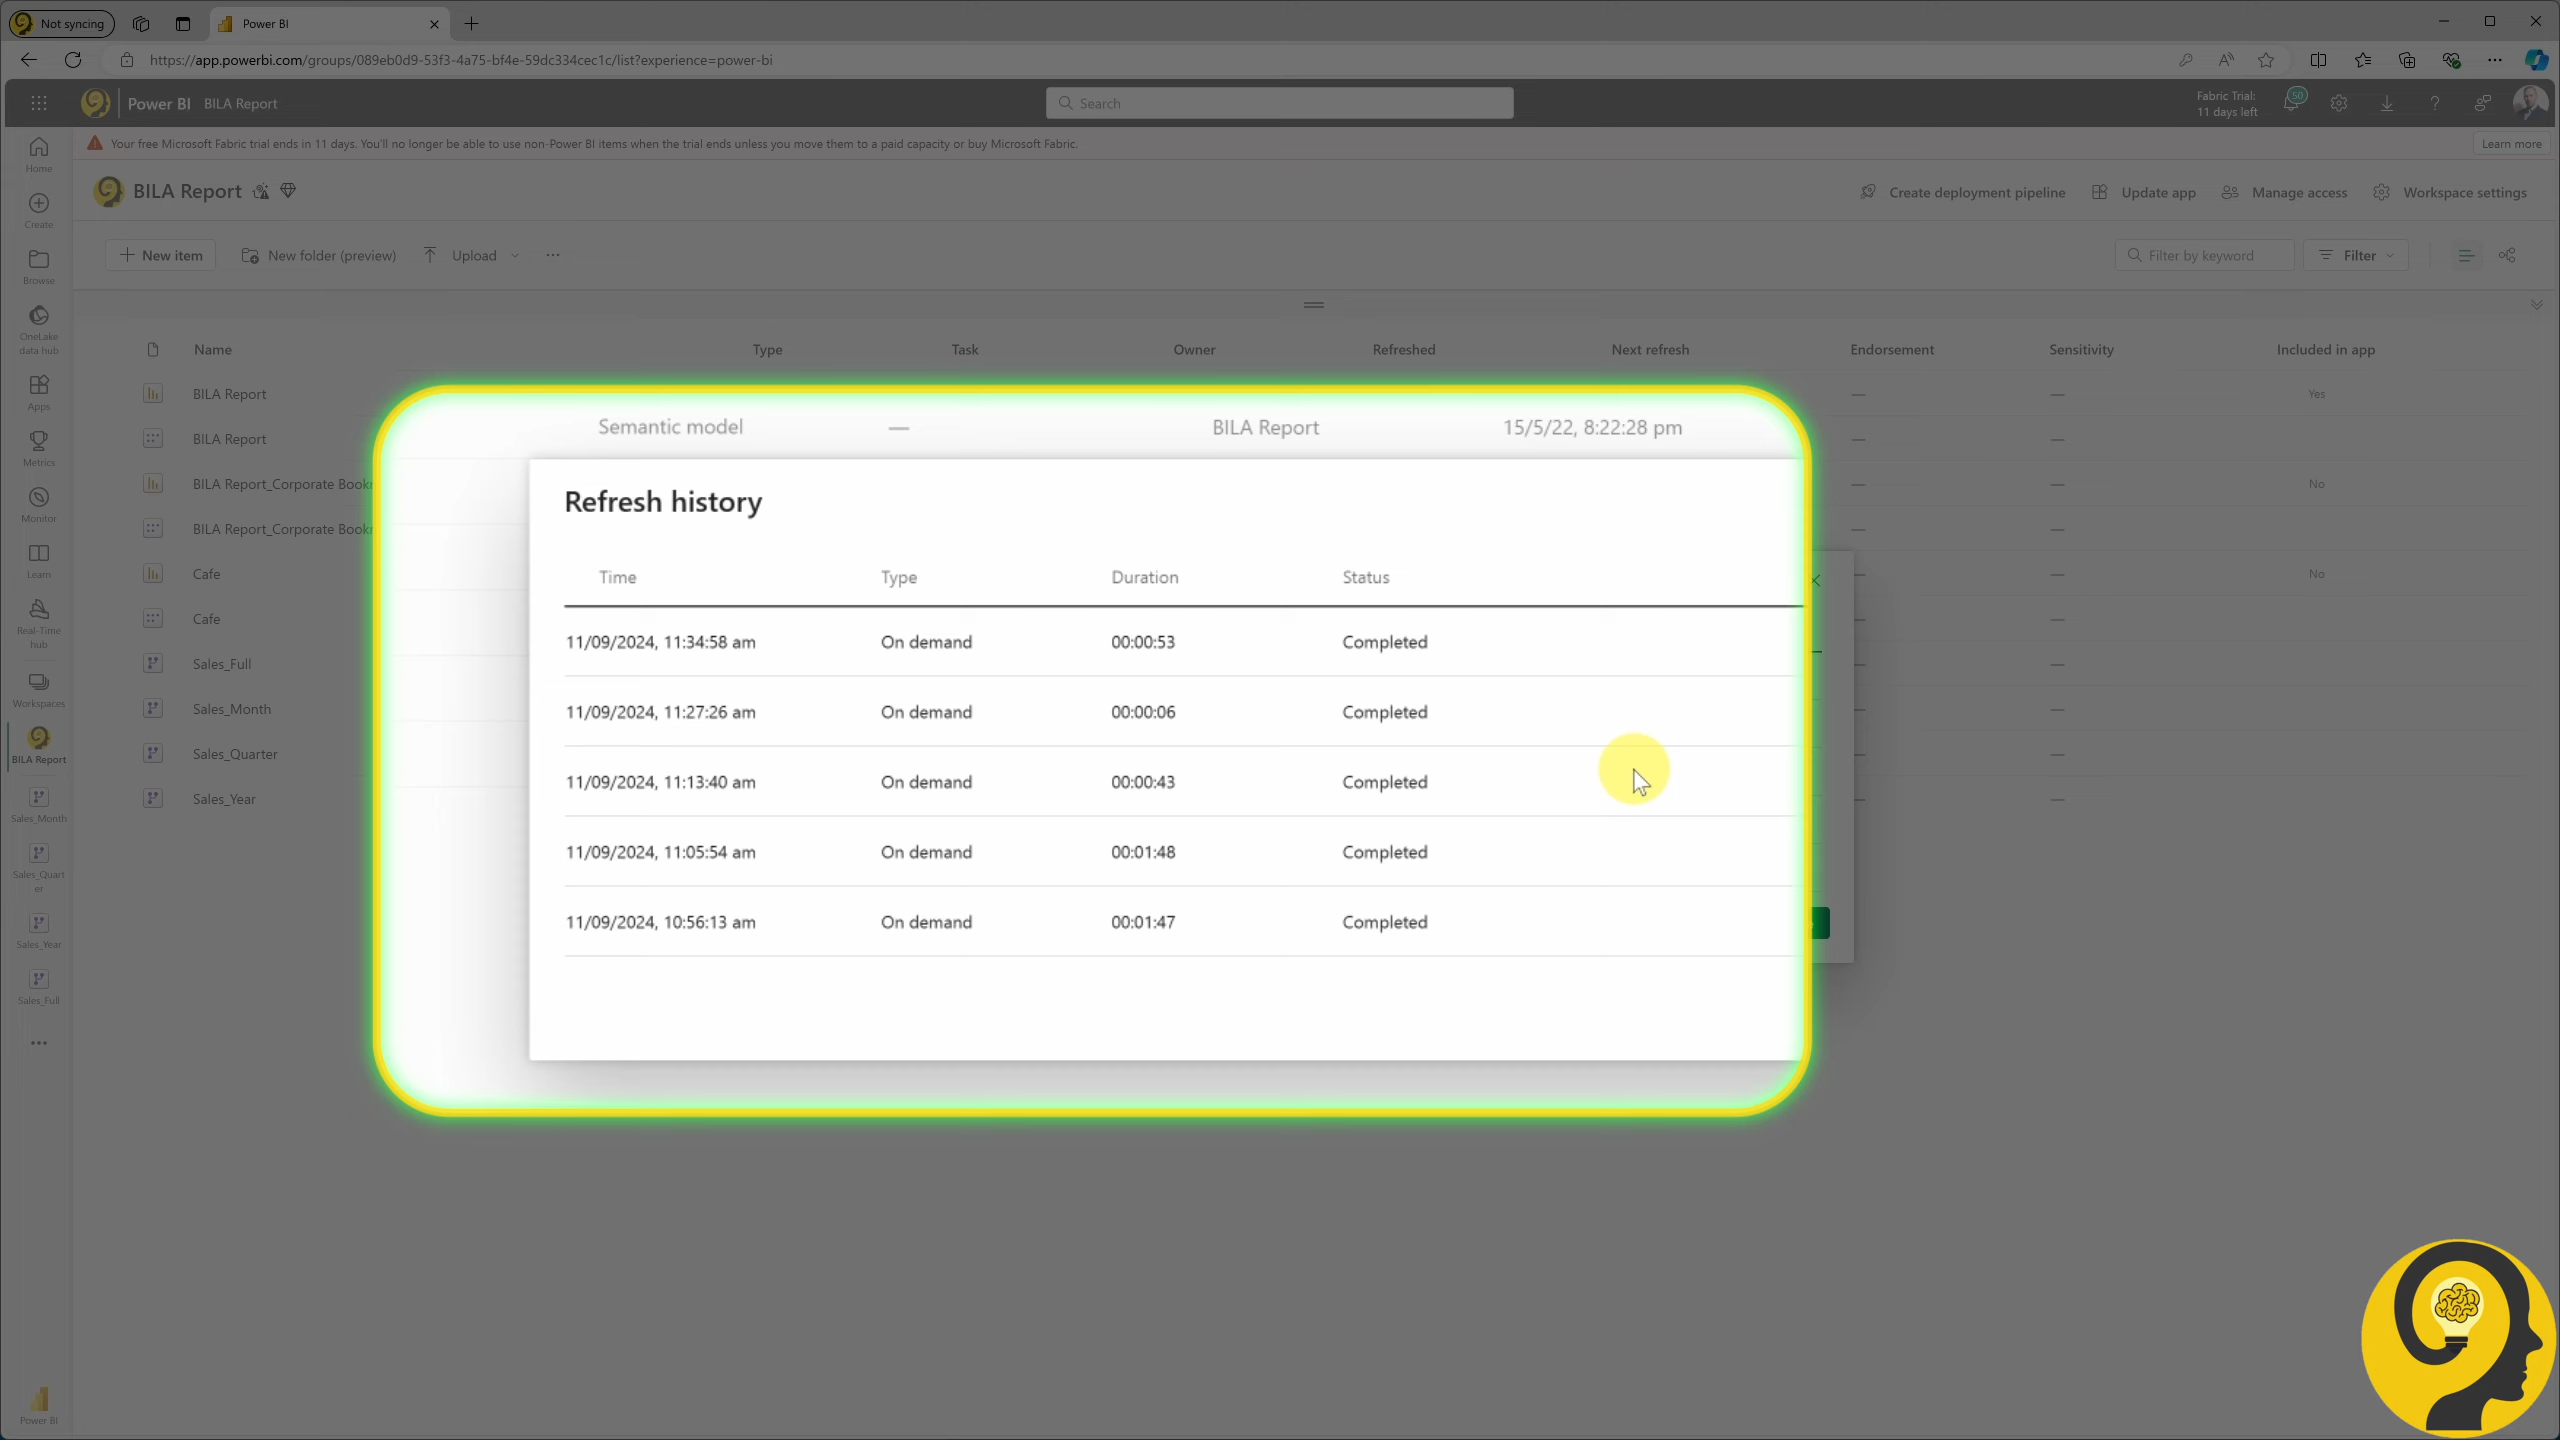 Not syncing
Power BI
https://app.powerbi.com/groups/089eb0d9-53f3-4a75-bf4e-59dc334cec1c/list?experience=power-bi
Power BI BILA Report
Search
Fabric Trial:
11 days left
50
Your free Microsoft Fabric trial ends in 11 days. You'll no longer be able to use non-Power BI items when the trial ends unless you move them to a paid capacity or buy Microsoft Fabric.
Learn more
Home
Create
Browse
OneLake
data hub
Apps
Metrics
Monitor
Learn
Real-Time
hub
Workspaces
BILA Report
Sales_Month
Sales_Quart
er
Sales_Year
Sales_Full
Power BI
BILA Report
Create deployment pipeline Update app Manage access Workspace settings
New item New folder (preview) Upload
Filter by keyword Filter
Name Type Task Owner Refreshed Next refresh Endorsement Sensitivity Included in app
BILA Report — — Yes
BILA Report — —
BILA Report_Corporate — — No
BILA Report_Corporate — —
Cafe — — No
Cafe — —
Sales_Full — —
Sales_Month — —
Sales_Quarter — —
Sales_Year — —
Semantic model — BILA Report 15/5/22, 8:22:28 pm
Refresh history
Time Type Duration Status
11/09/2024, 11:34:58 am On demand 00:00:53 Completed
11/09/2024, 11:27:26 am On demand 00:00:06 Completed
11/09/2024, 11:13:40 am On demand 00:00:43 Completed
11/09/2024, 11:05:54 am On demand 00:01:48 Completed
11/09/2024, 10:56:13 am On demand 00:01:47 Completed